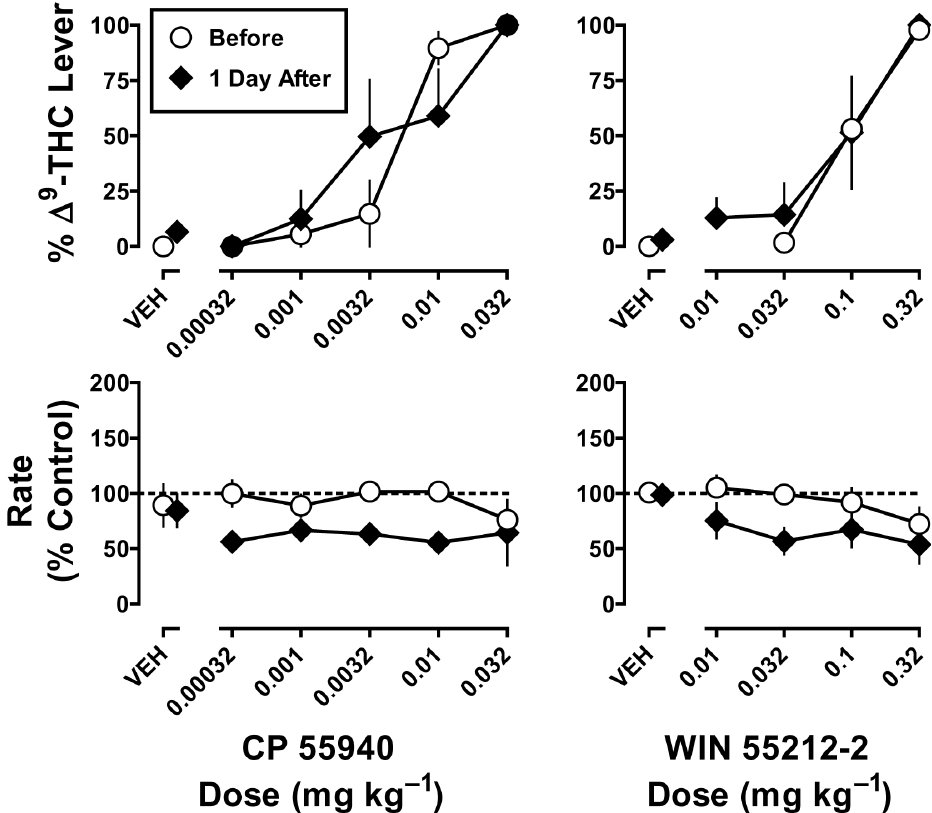 % Δ⁹-THC Lever
100
75
50
25
0
Before
1 Day After
VEH
0.00032
0.001
0.0032
0.01
0.032
100
75
50
25
0
VEH
0.01
0.032
0.1
0.32
Rate
(% Control)
200
150
100
50
0
VEH
0.00032
0.001
0.0032
0.01
0.032
200
150
100
50
0
VEH
0.01
0.032
0.1
0.32
CP 55940
Dose (mg kg⁻¹)
WIN 55212-2
Dose (mg kg⁻¹)